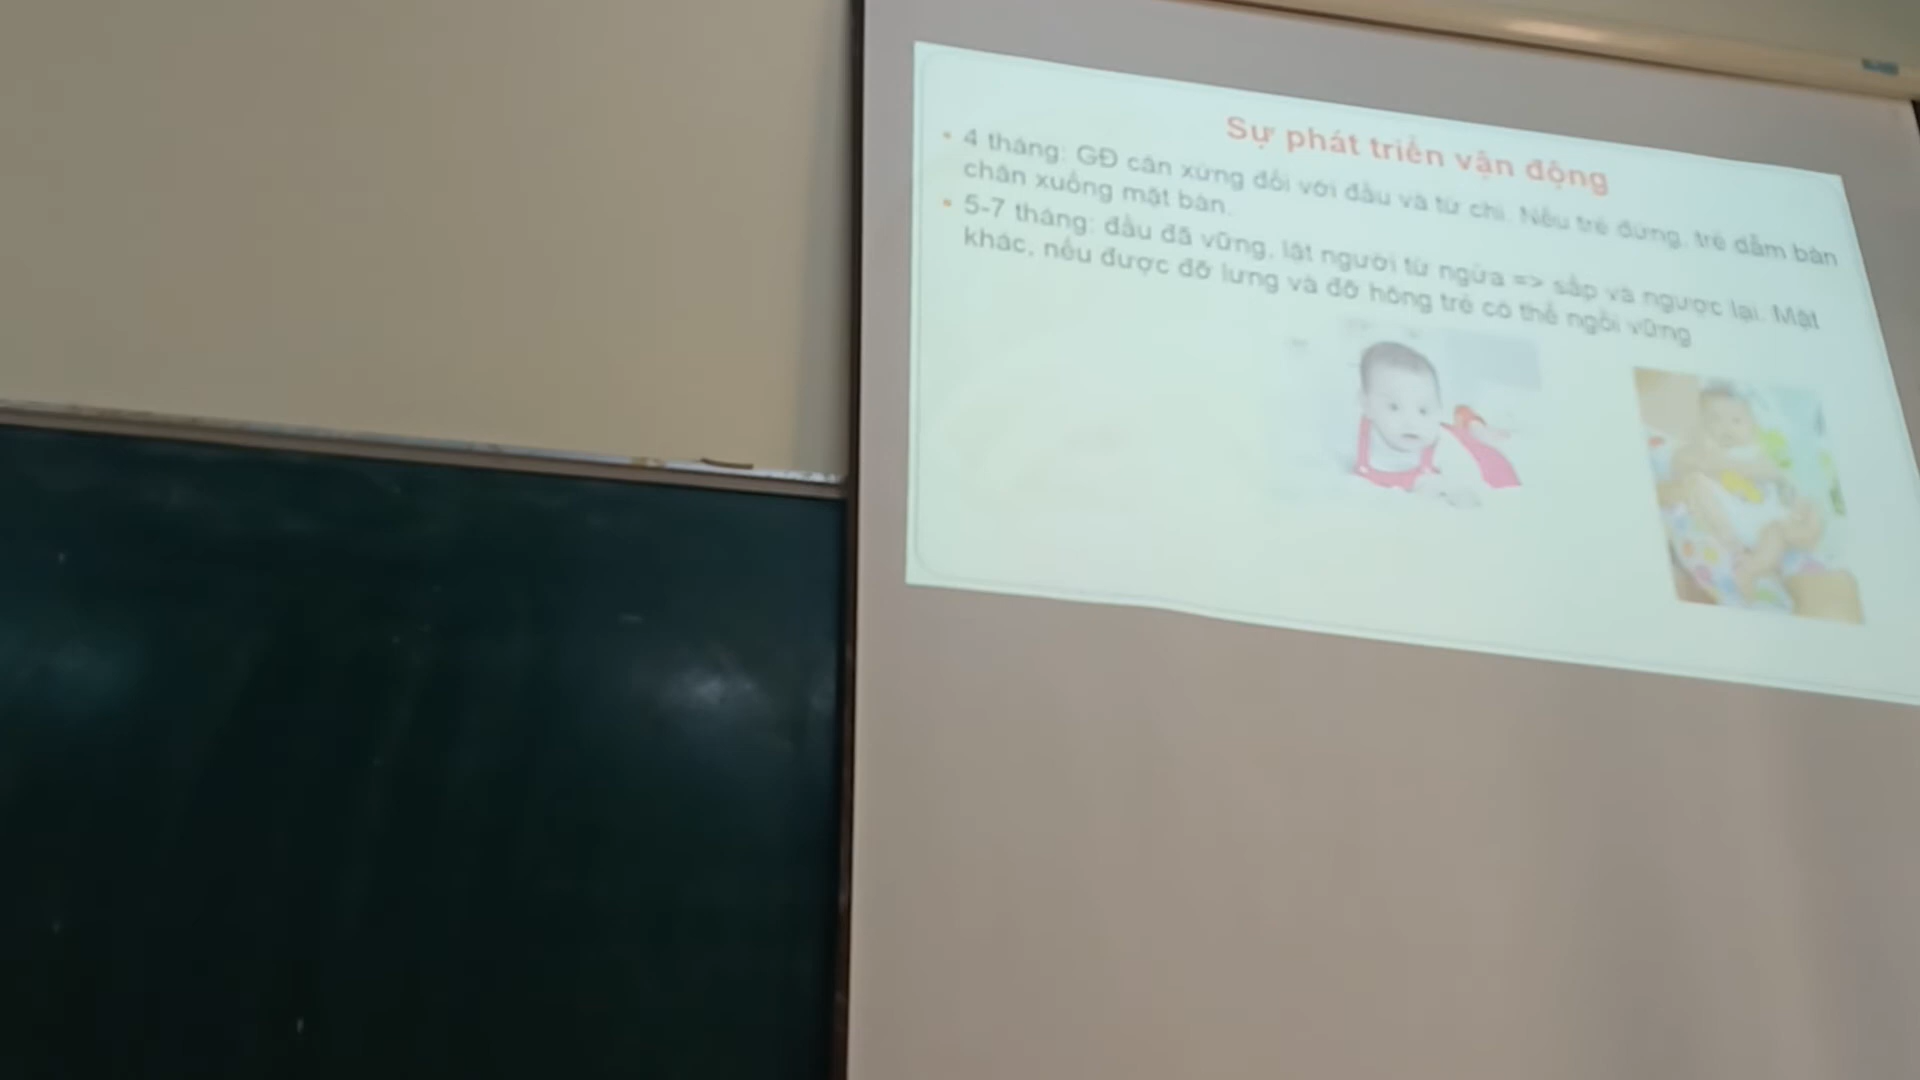 Sự phát triển vận động
• 4 tháng: GĐ cân xứng đối với đầu và tứ chi. Nếu trẻ đứng, trẻ dẫm bàn
chân xuống mặt bàn.
• 5-7 tháng: đầu đã vững, lật người từ ngửa => sấp và ngược lại. Mặt
khác, nếu được đỡ lưng và đỡ hông trẻ có thể ngồi vững